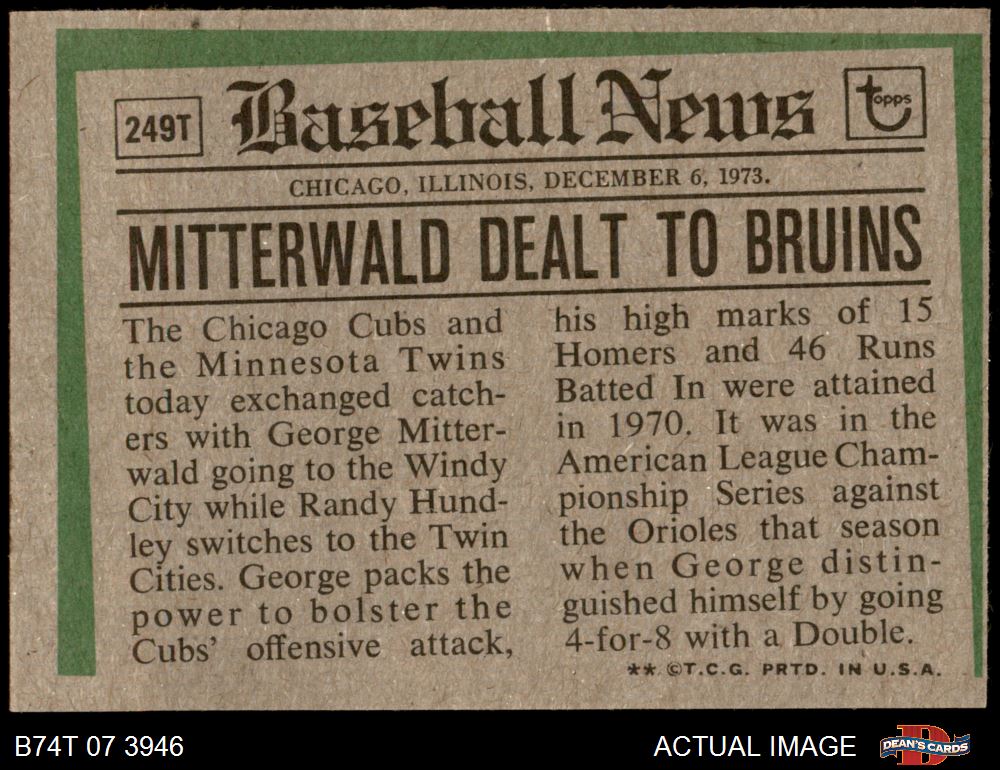 249T
Baseball News
topps
CHICAGO, ILLINOIS, DECEMBER 6, 1973.
MITTERWALD DEALT TO BRUINS
The Chicago Cubs and
the Minnesota Twins
today exchanged catch-
ers with George Mitter-
wald going to the Windy
City while Randy Hund-
ley switches to the Twin
Cities. George packs the
power to bolster the
Cubs' offensive attack,
his high marks of 15
Homers and 46 Runs
Batted In were attained
in 1970. It was in the
American League Cham-
pionship Series against
the Orioles that season
when George distin-
guished himself by going
4-for-8 with a Double.
** ©T.C.G. PRTD. IN U.S.A.
B74T 07 3946
ACTUAL IMAGE
D
DEAN'S CARDS